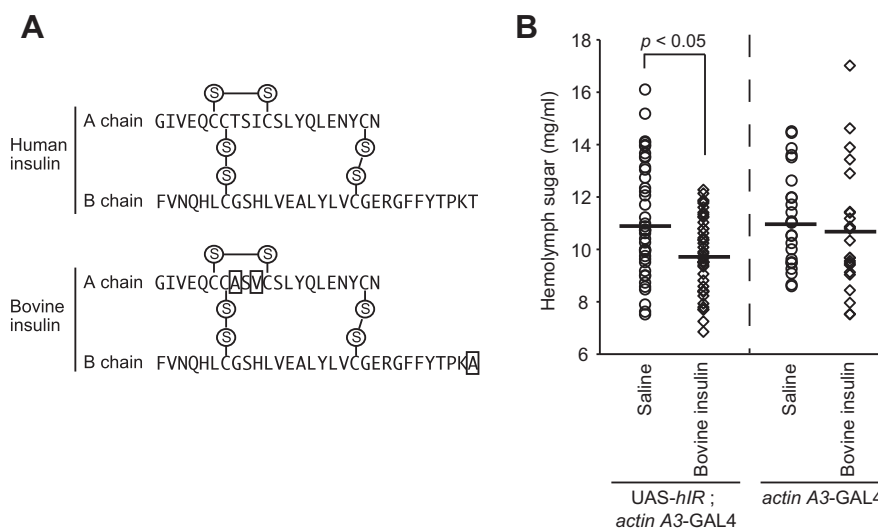 A
S S
A chain GIVEQCCTSICSLYQLENYCN
Human
insulin
S S
S S
B chain FVNQHLCGSHLVEALYLVCGERGFFYTPKT
S S
A chain GIVEQCCASVCSLYQLENYCN
Bovine
insulin
S S
S S
B chain FVNQHLCGSHLVEALYLVCGERGFFYTPKA
B
Hemolymph sugar (mg/ml)
18
16
14
12
10
8
6
p < 0.05
Saline
Bovine insulin
Saline
Bovine insulin
UAS-hIR ;
actin A3-GAL4
actin A3-GAL4